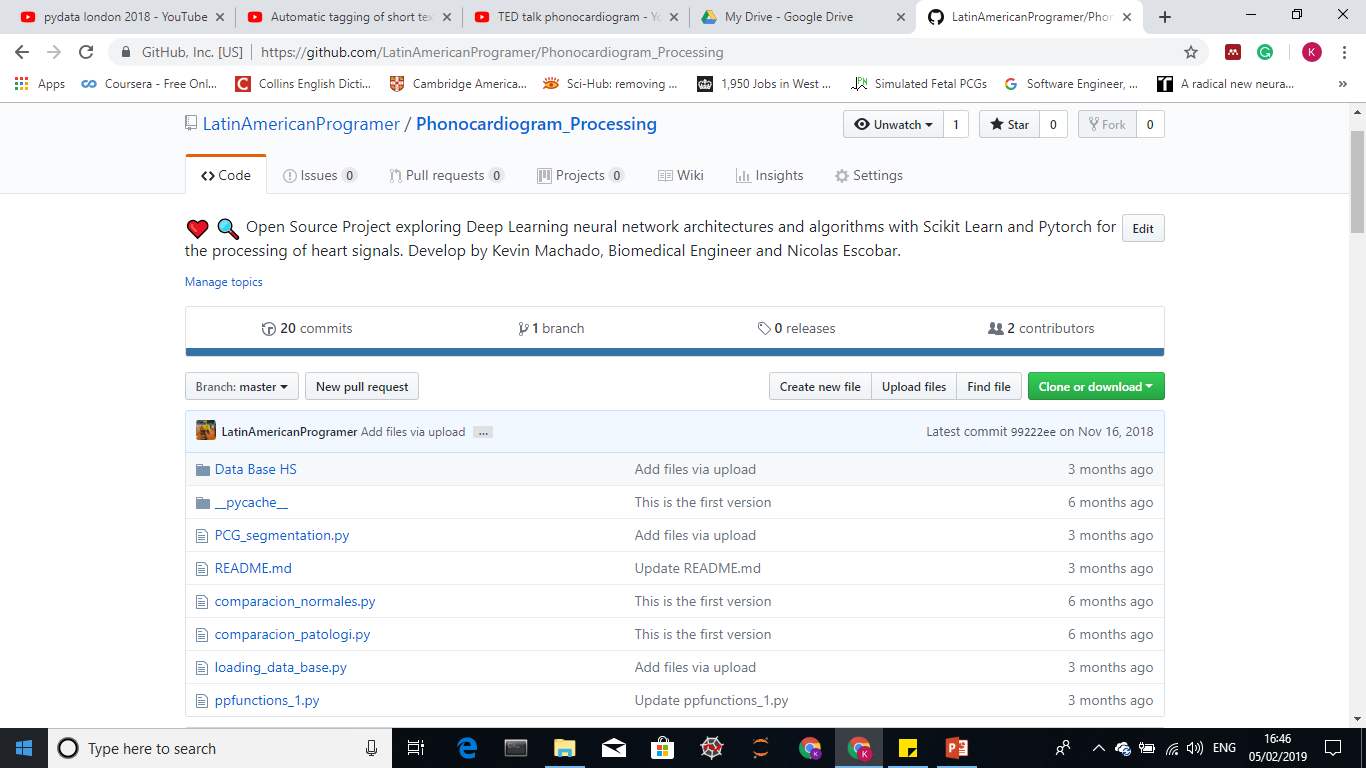 pydata london 2018 - YouTube
Automatic tagging of short tex
TED talk phonocardiogram - Yo
My Drive - Google Drive
LatinAmericanProgramer/Phon
GitHub, Inc. [US] | https://github.com/LatinAmericanProgramer/Phonocardiogram_Processing
K
Apps
Coursera - Free Onl...
Collins English Dicti...
Cambridge America...
Sci-Hub: removing ...
1,950 Jobs in West ...
Simulated Fetal PCGs
Software Engineer, ...
A radical new neura...
LatinAmericanProgramer / Phonocardiogram_Processing
Unwatch 1
Star 0
Fork 0
Code
Issues 0
Pull requests 0
Projects 0
Wiki
Insights
Settings
Open Source Project exploring Deep Learning neural network architectures and algorithms with Scikit Learn and Pytorch for
the processing of heart signals. Develop by Kevin Machado, Biomedical Engineer and Nicolas Escobar.
Edit
Manage topics
20 commits
1 branch
0 releases
2 contributors
Branch: master
New pull request
Create new file
Upload files
Find file
Clone or download
LatinAmericanProgramer Add files via upload ...
Latest commit 99222ee on Nov 16, 2018
Data Base HS Add files via upload 3 months ago
__pycache__ This is the first version 6 months ago
PCG_segmentation.py Add files via upload 3 months ago
README.md Update README.md 3 months ago
comparacion_normales.py This is the first version 6 months ago
comparacion_patologi.py This is the first version 6 months ago
loading_data_base.py Add files via upload 3 months ago
ppfunctions_1.py Update ppfunctions_1.py 3 months ago
Type here to search
ENG
16:46
05/02/2019